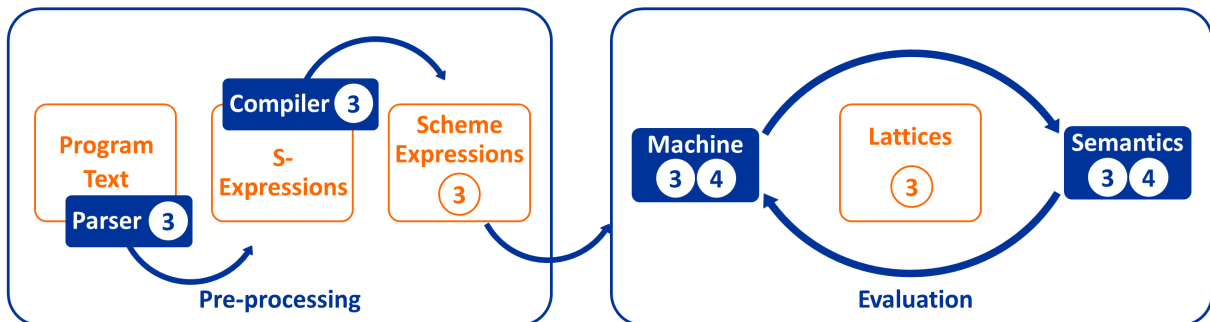 Program
Text
Parser 3
Compiler 3
S-
Expressions
Scheme
Expressions
3
Pre-processing
Machine
3 4
Lattices
3
Semantics
3 4
Evaluation